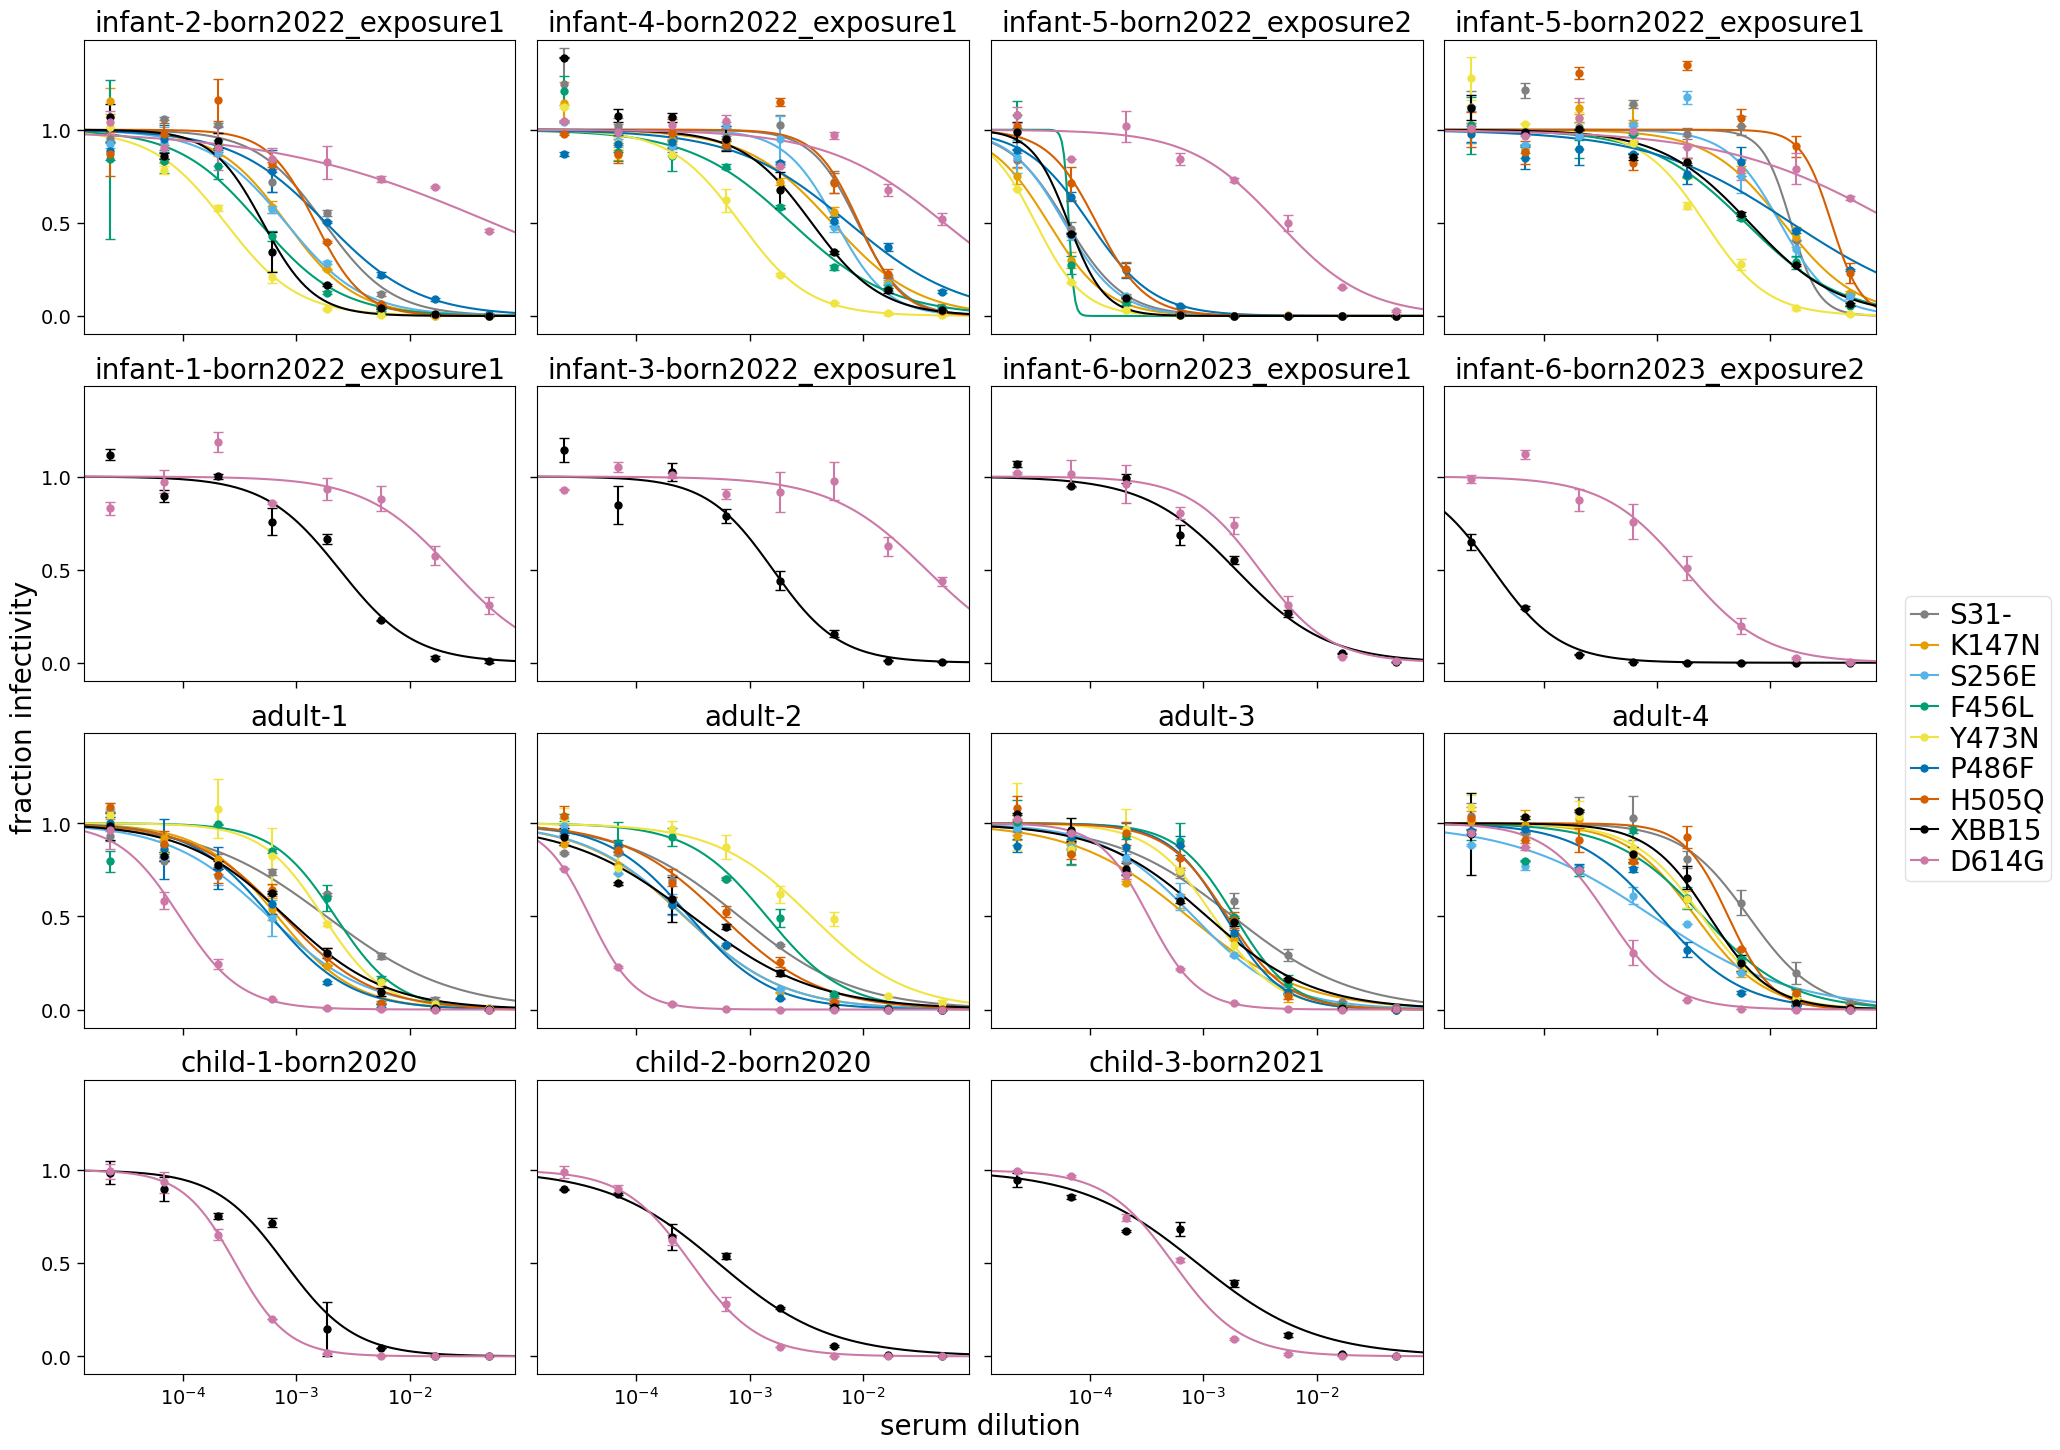 infant-2-born2022_exposure1
infant-4-born2022_exposure1
infant-5-born2022_exposure2
infant-5-born2022_exposure1
1.0
0.5
0.0
infant-1-born2022_exposure1
infant-3-born2022_exposure1
infant-6-born2023_exposure1
infant-6-born2023_exposure2
1.0
0.5
0.0
fraction infectivity
adult-1
adult-2
adult-3
adult-4
1.0
0.5
0.0
child-1-born2020
child-2-born2020
child-3-born2021
1.0
0.5
0.0
10⁻⁴
10⁻³
10⁻²
10⁻⁴
10⁻³
10⁻²
10⁻⁴
10⁻³
10⁻²
serum dilution
S31-
K147N
S256E
F456L
Y473N
P486F
H505Q
XBB15
D614G